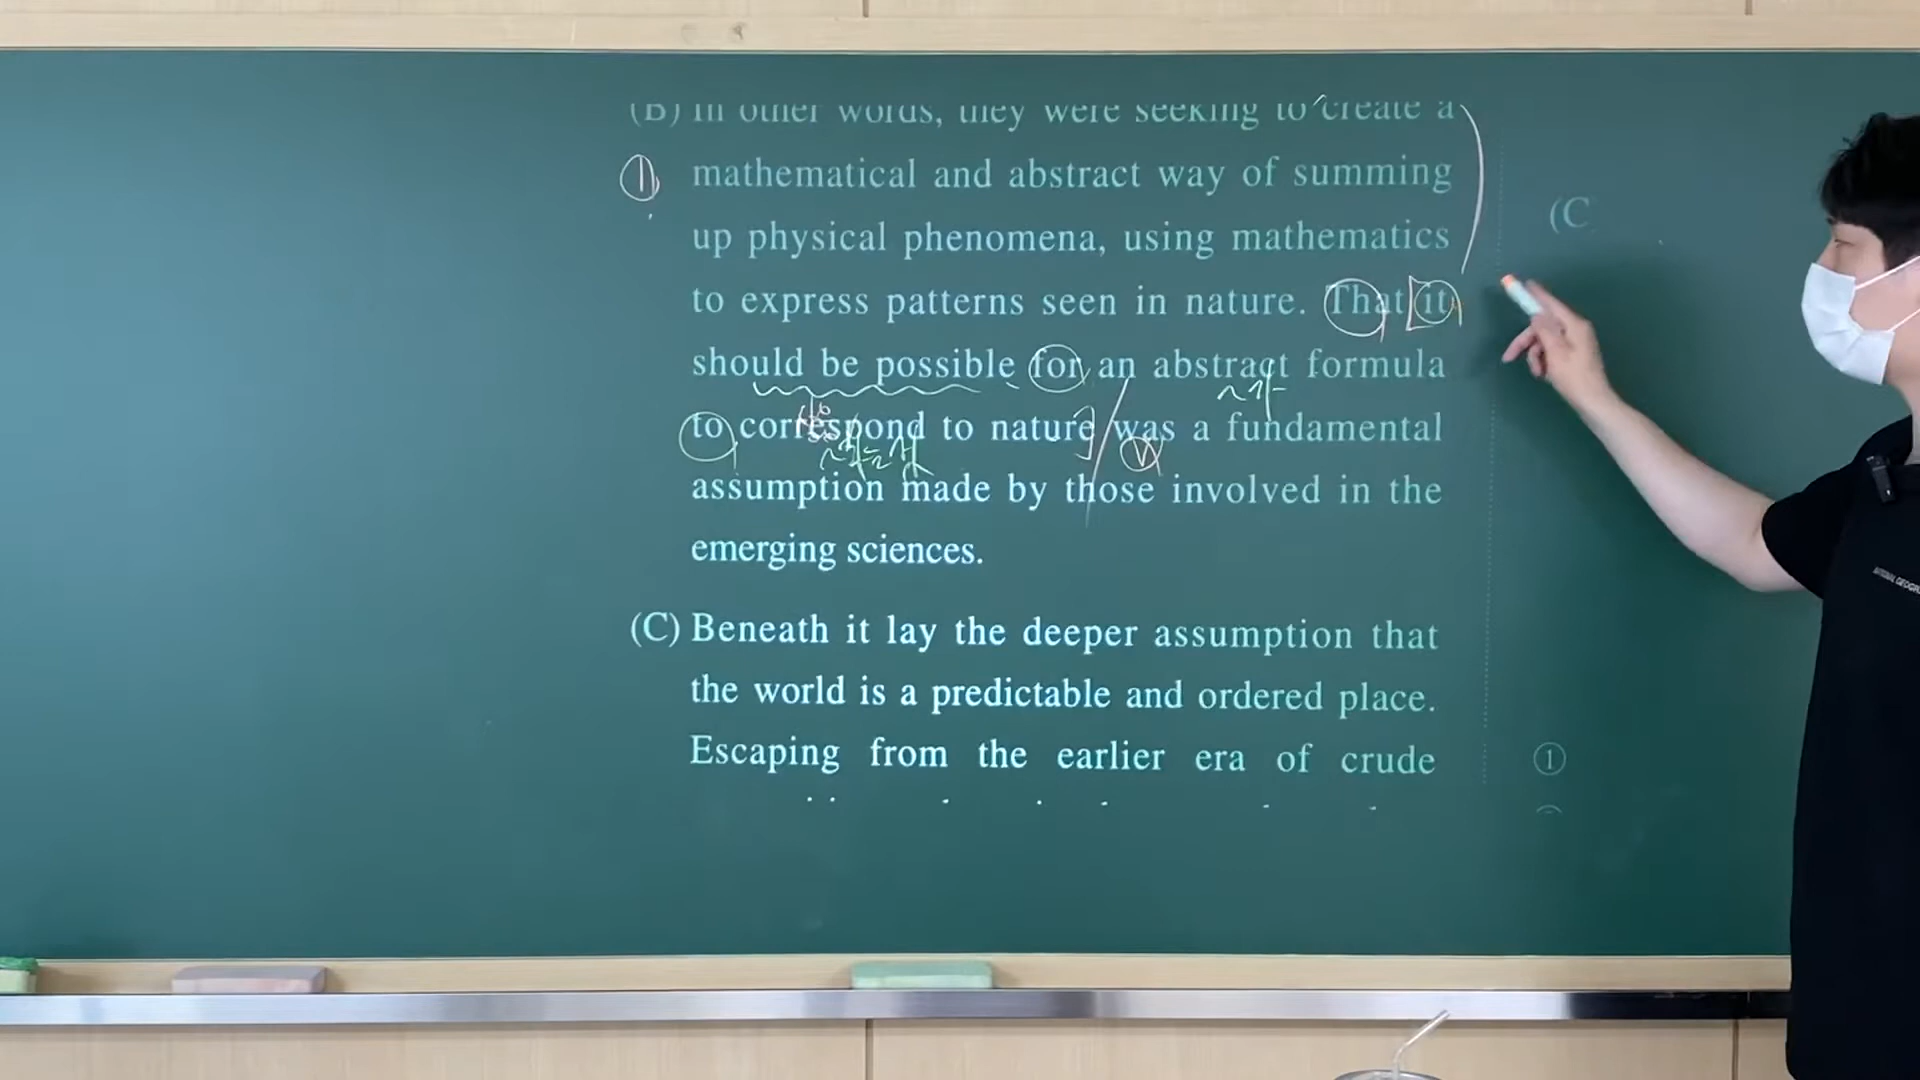 (B) In other words, they were seeking to create a
① mathematical and abstract way of summing
up physical phenomena, using mathematics
to express patterns seen in nature. That it
should be possible for an abstract formula
~가
to correspond to nature was a fundamental
assumption made by those involved in the
emerging sciences.
(C) Beneath it lay the deeper assumption that
the world is a predictable and ordered place.
Escaping from the earlier era of crude
(C
①